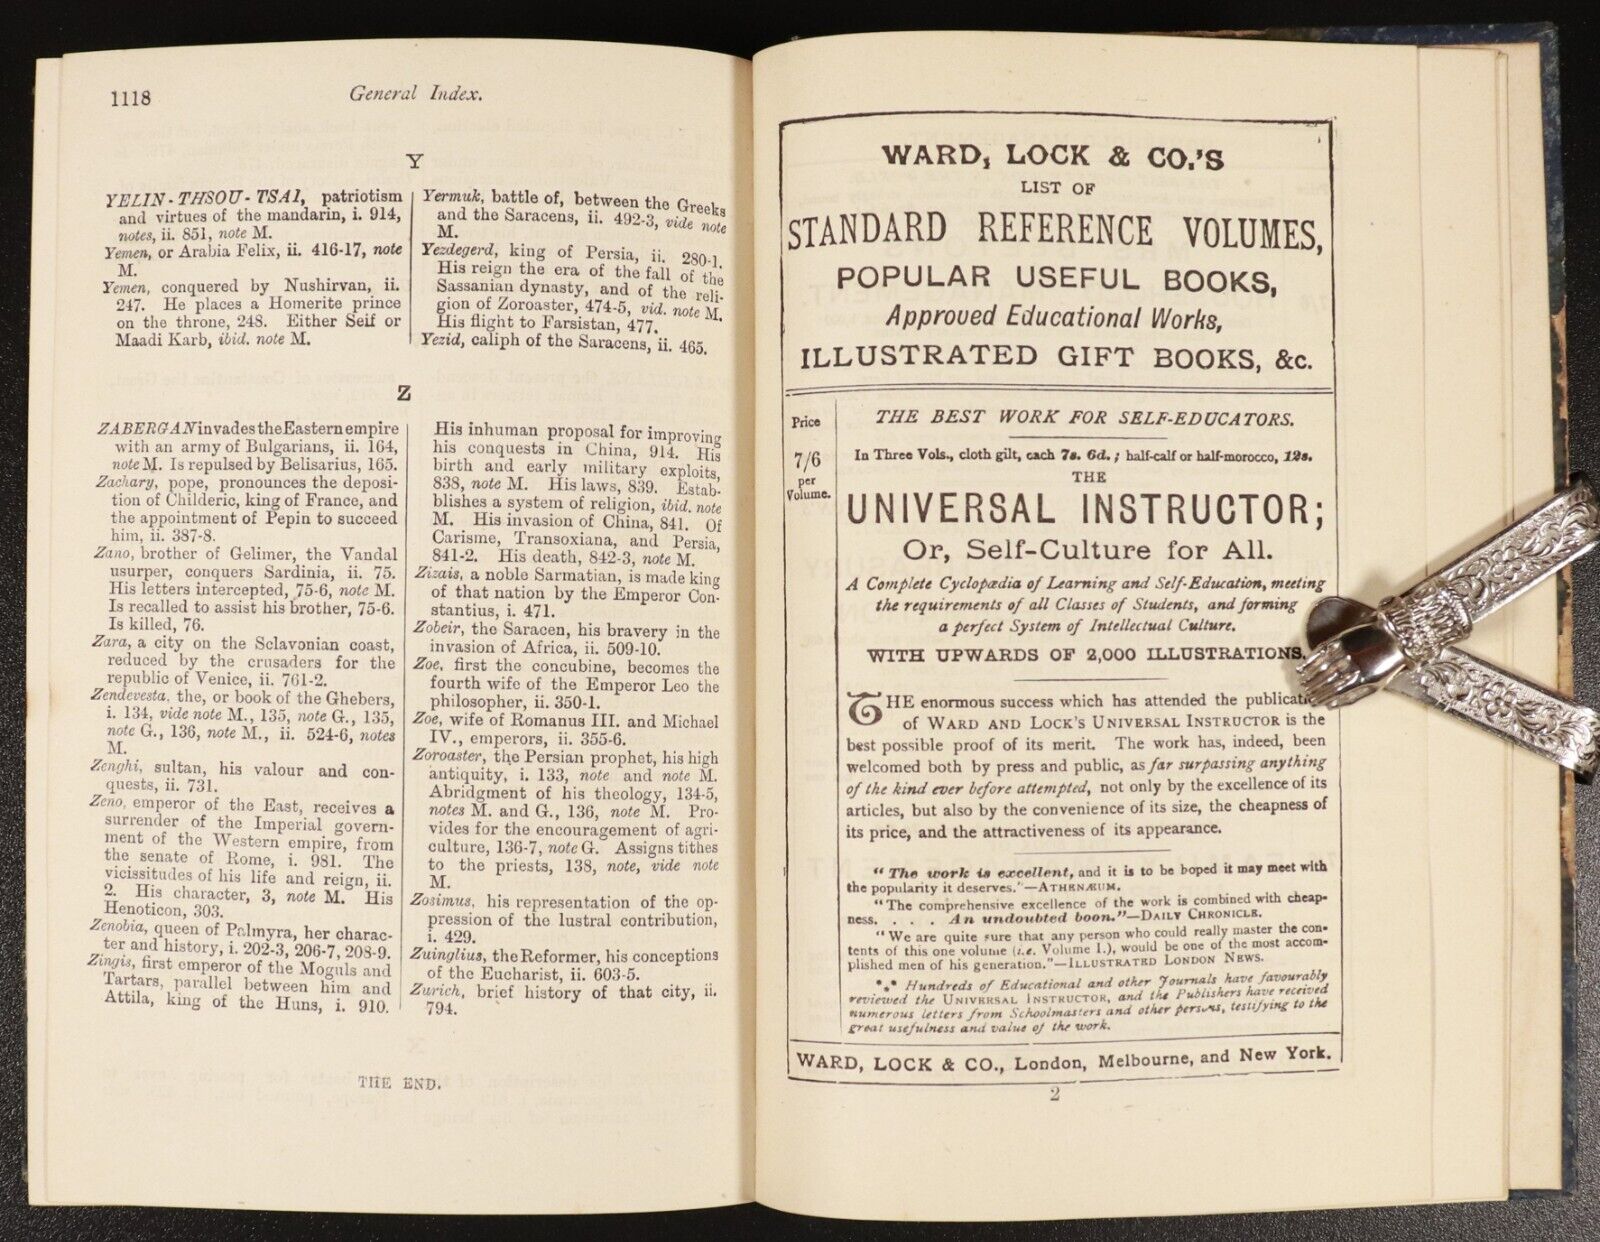 1118
General Index.
Y
YELIN-THSOU-TSAI, patriotism
and virtues of the mandarin, i. 914,
notes, ii. 851, note M.
Yemen, or Arabia Felix, ii. 416-17, note
M.
Yemen, conquered by Nushirvan, ii.
247. He places a Homerite prince
on the throne, 248. Either Seif or
Maadi Karb, ibid. note M.
Yermuk, battle of, between the Greeks
and the Saracens, ii. 492-3, vide note
M.
Yezdegerd, king of Persia, ii. 280-1.
His reign the era of the fall of the
Sassanian dynasty, and of the reli-
gion of Zoroaster, 474-5, vid. note M.
His flight to Farsistan, 477.
Yezid, caliph of the Saracens, ii. 465.
Z
ZABERGAN invades the Eastern empire
with an army of Bulgarians, ii. 164,
note M. Is repulsed by Belisarius, 165.
Zachary, pope, pronounces the deposi-
tion of Childeric, king of France, and
the appointment of Pepin to succeed
him, ii. 387-8.
Zano, brother of Gelimer, the Vandal
usurper, conquers Sardinia, ii. 75.
His letters intercepted, 75-6, note M.
Is recalled to assist his brother, 75-6.
Is killed, 76.
Zara, a city on the Sclavonian coast,
reduced by the crusaders for the
republic of Venice, ii. 761-2.
Zendevesta, the, or book of the Ghebers,
i. 134, vide note M., 135, note G., 135,
note G., 136, note M., ii. 524-6, notes
M.
Zenghi, sultan, his valour and con-
quests, ii. 731.
Zeno, emperor of the East, receives a
surrender of the Imperial govern-
ment of the Western empire, from
the senate of Rome, i. 981. The
vicissitudes of his life and reign, ii.
2. His character, 3, note M. His
Henoticon, 303.
Zenobia, queen of Palmyra, her charac-
ter and history, i. 202-3, 206-7, 208-9.
Zingis, first emperor of the Moguls and
Tartars, parallel between him and
Attila, king of the Huns, i. 910.
His inhuman proposal for improving
his conquests in China, 914. His
birth and early military exploits,
838, note M. His laws, 839. Estab-
blishes a system of religion, ibid. note
M. His invasion of China, 841. Of
Carisme, Transoxiana, and Persia,
841-2. His death, 842-3, note M.
Zizais, a noble Sarmatian, is made king
of that nation by the Emperor Con-
stantius, i. 471.
Zobeir, the Saracen, his bravery in the
invasion of Africa, ii. 509-10.
Zoe, first the concubine, becomes the
fourth wife of the Emperor Leo the
philosopher, ii. 350-1.
Zoe, wife of Romanus III. and Michael
IV., emperors, ii. 355-6.
Zoroaster, the Persian prophet, his high
antiquity, i. 133, note and note M.
Abridgment of his theology, 134-5,
notes M. and G., 136, note M. Pro-
vides for the encouragement of agri-
culture, 136-7, note G. Assigns tithes
to the priests, 138, note, vide note
M.
Zosimus, his representation of the op-
pression of the lustral contribution,
i. 429.
Zuinglius, the Reformer, his conceptions
of the Eucharist, ii. 603-5.
Zurich, brief history of that city, ii.
794.
THE END.
WARD, LOCK & CO.'S
LIST OF
STANDARD REFERENCE VOLUMES,
POPULAR USEFUL BOOKS,
Approved Educational Works,
ILLUSTRATED GIFT BOOKS, &c.
Price
7/6
per
Volume.
THE BEST WORK FOR SELF-EDUCATORS.
In Three Vols., cloth gilt, each 7s. 6d.; half-calf or half-morocco, 12s.
THE
UNIVERSAL INSTRUCTOR;
Or, Self-Culture for All.
A Complete Cyclopædia of Learning and Self-Education, meeting
the requirements of all Classes of Students, and forming
a perfect System of Intellectual Culture.
WITH UPWARDS OF 2,000 ILLUSTRATIONS.
THE enormous success which has attended the
of WARD AND LOCK'S UNIVERSAL INSTRUCTOR is the
best possible proof of its merit. The work has, indeed, been
welcomed both by press and public, as far surpassing anything
of the kind ever before attempted, not only by the excellence of its
articles, but also by the convenience of its size, the cheapness of
its price, and the attractiveness of its appearance.
"The work is excellent, and it is to be boped it may meet with
the popularity it deserves."—ATHENÆUM.
"The comprehensive excellence of the work is combined with cheap-
ness. . . . An undoubted boon."—DAILY CHRONICLE.
"We are quite sure that any person who could really master the con-
tents of this one volume (i.e. Volume I.), would be one of the most accom-
plished men of his generation."—ILLUSTRATED LONDON NEWS.
*** Hundreds of Educational and other Journals have favourably
reviewed the UNIVERSAL INSTRUCTOR, and the Publishers have received
numerous letters from Schoolmasters and other persons, testifying to the
great usefulness and value of the work.
WARD, LOCK & CO., London, Melbourne, and New York.
2